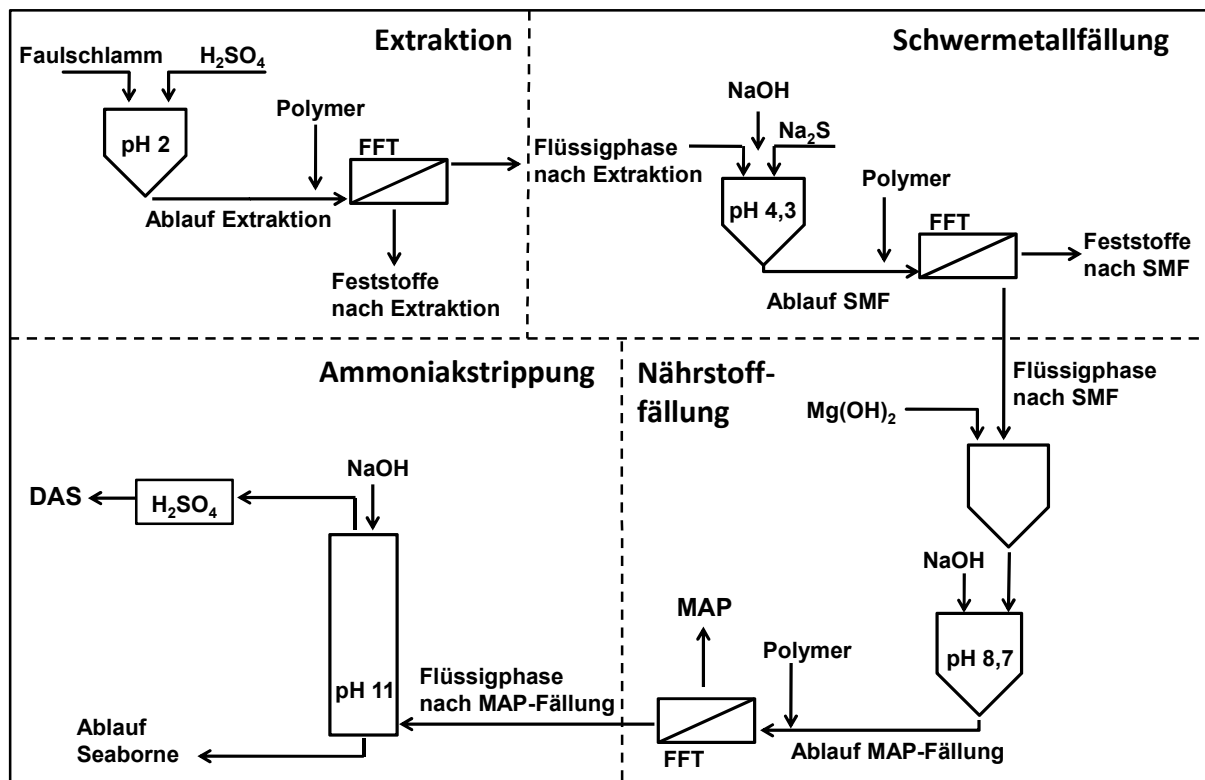 Extraktion
Faulschlamm
H₂SO₄
pH 2
Polymer
FFT
Ablauf Extraktion
Feststoffe
nach Extraktion
Schwermetallfällung
NaOH
Na₂S
Flüssigphase
nach Extraktion
pH 4,3
Polymer
FFT
Ablauf SMF
Feststoffe
nach SMF
Ammoniakstrippung
NaOH
DAS
H₂SO₄
pH 11
Flüssigphase
nach MAP-Fällung
Ablauf
Seaborne
Nährstoff-
fällung
Flüssigphase
nach SMF
Mg(OH)₂
NaOH
pH 8,7
MAP
Polymer
FFT
Ablauf MAP-Fällung